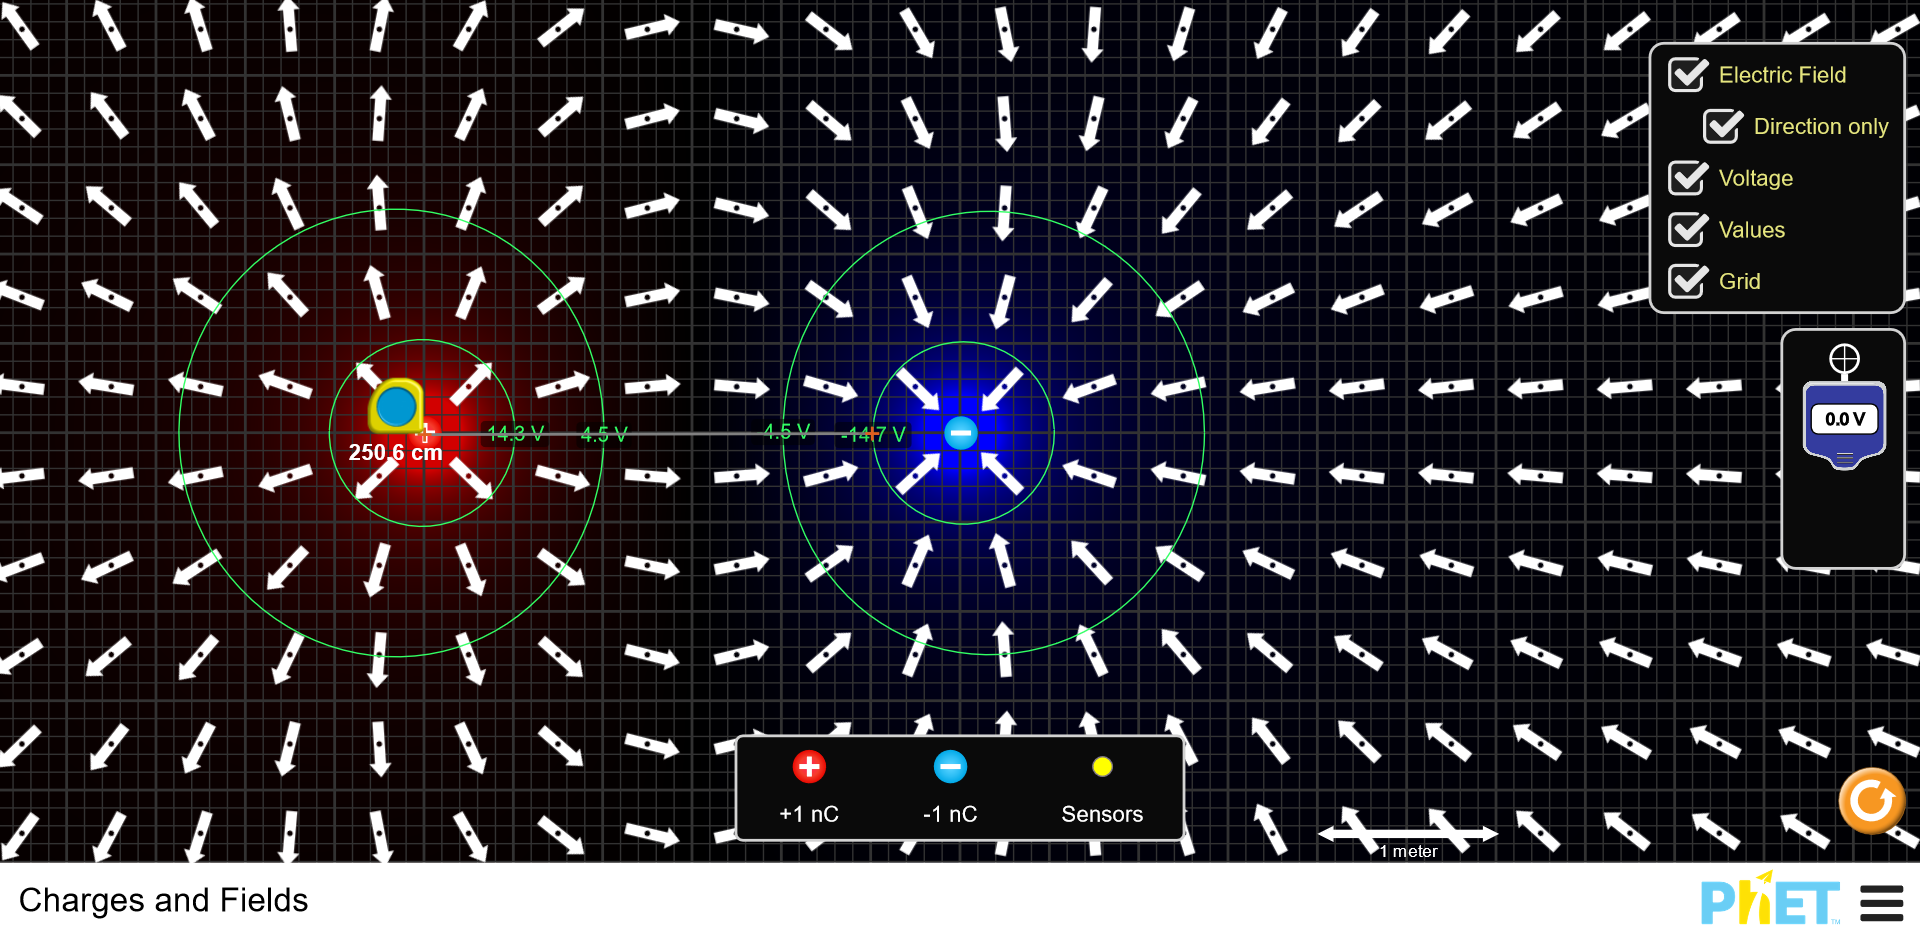 Electric Field
Direction only
Voltage
Values
Grid
0.0 V
14.3 V
4.5 V
4.5 V
-14.7 V
250.6 cm
+1 nC
-1 nC
Sensors
1 meter
Charges and Fields
PhET